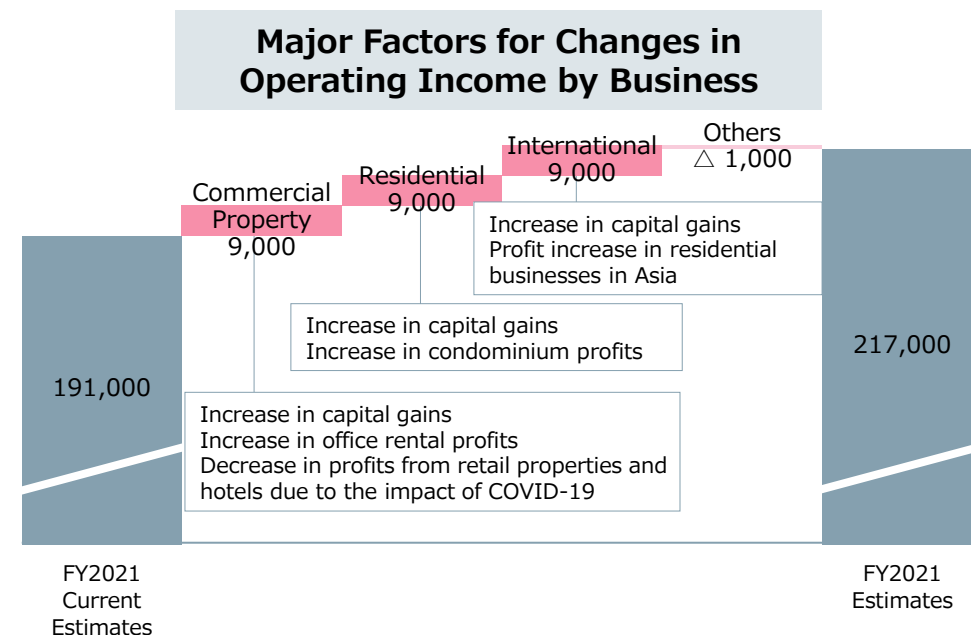 Major Factors for Changes in
Operating Income by Business
Commercial
Property
9,000
Residential
9,000
International
9,000
Others
△ 1,000
Increase in capital gains
Profit increase in residential
businesses in Asia
Increase in capital gains
Increase in condominium profits
Increase in capital gains
Increase in office rental profits
Decrease in profits from retail properties and
hotels due to the impact of COVID-19
191,000
217,000
FY2021
Current
Estimates
FY2021
Estimates